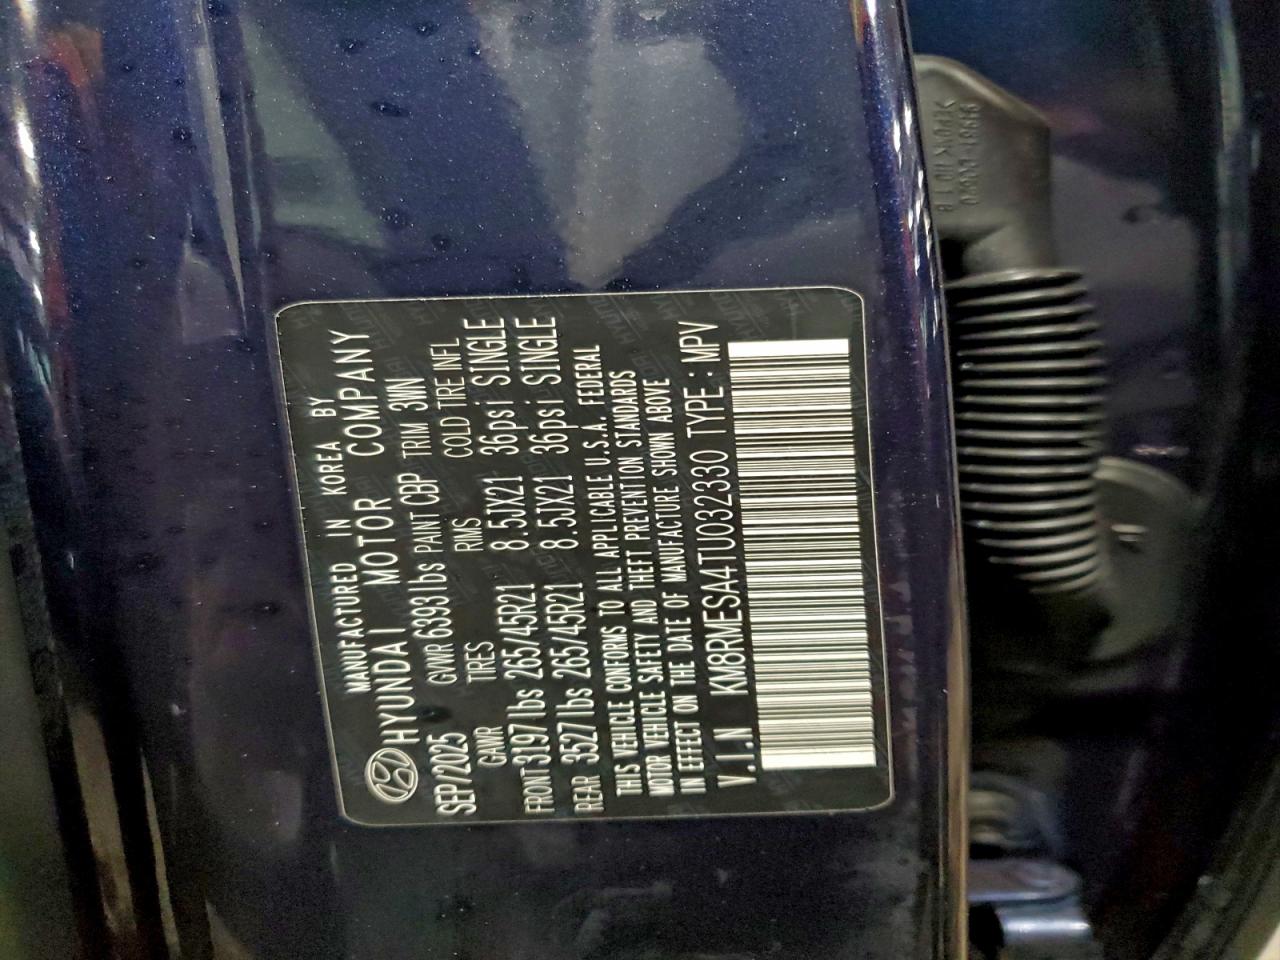 MANUFACTURED IN KOREA BY
HYUNDAI MOTOR COMPANY
SEP/2025 GVWR 6393lbs PAINT CBP TRIM 3WN
GAWR TIRES RIMS COLD TIRE INFL
FRONT 3197lbs 265/45R21 8.5JX21 36psi SINGLE
REAR 3527lbs 265/45R21 8.5JX21 36psi SINGLE
THIS VEHICLE CONFORMS TO ALL APPLICABLE U.S.A. FEDERAL
MOTOR VEHICLE SAFETY AND THEFT PREVENTION STANDARDS
IN EFFECT ON THE DATE OF MANUFACTURE SHOWN ABOVE
V.I.N KM8RMESA4TU032330 TYPE : MPV